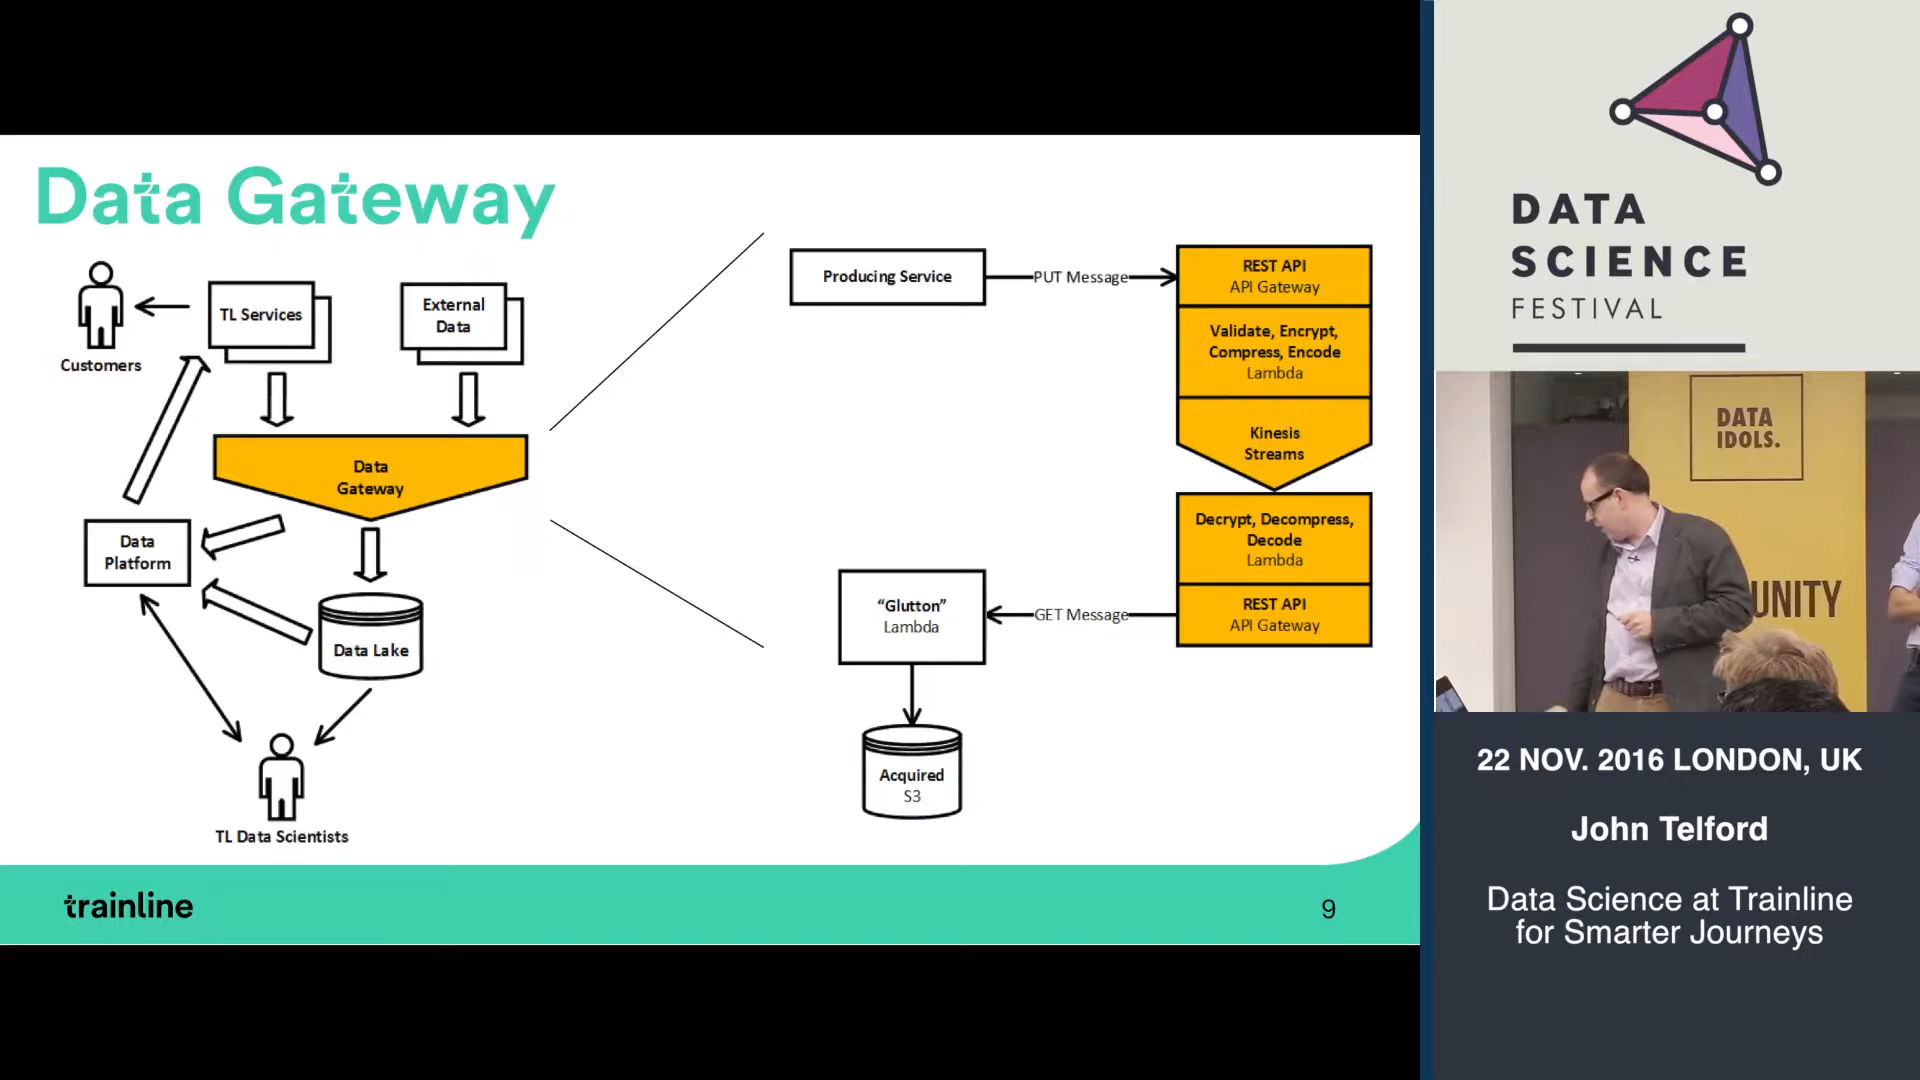 Data Gateway
Customers
TL Services
External
Data
Data
Gateway
Data
Platform
Data Lake
TL Data Scientists
Producing Service
PUT Message
REST API
API Gateway
Validate, Encrypt,
Compress, Encode
Lambda
Kinesis
Streams
Decrypt, Decompress,
Decode
Lambda
REST API
API Gateway
GET Message
“Glutton”
Lambda
Acquired
S3
trainline
9
DATA
SCIENCE
FESTIVAL
DATA
IDOLS.
UNITY
22 NOV. 2016 LONDON, UK
John Telford
Data Science at Trainline
for Smarter Journeys